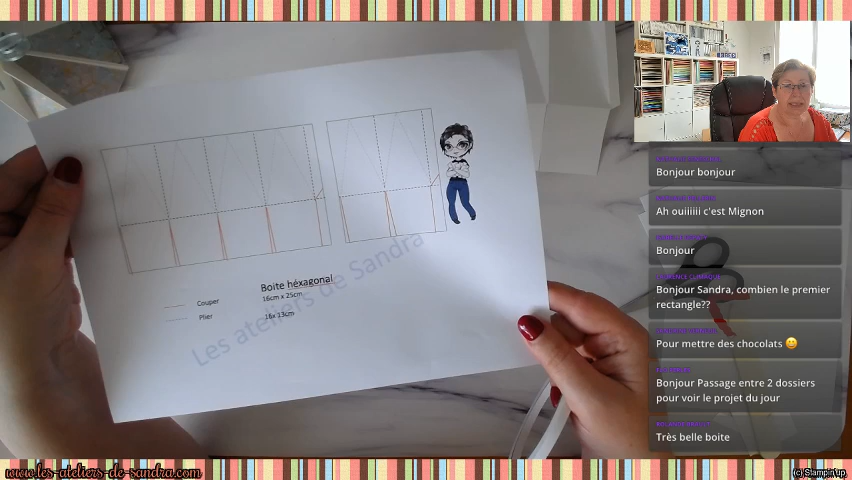 Boite héxagonal
16cm x 25cm
16x 13cm
Couper
Plier
Les ateliers de Sandra
Bonjour bonjour
Ah ouiiiiii c'est Mignon
Bonjour
Bonjour Sandra, combien le premier
rectangle??
Pour mettre des chocolats 😀
Bonjour Passage entre 2 dossiers
pour voir le projet du jour
Très belle boite
www.les-ateliers-de-sandra.com
(c) Stampin'up